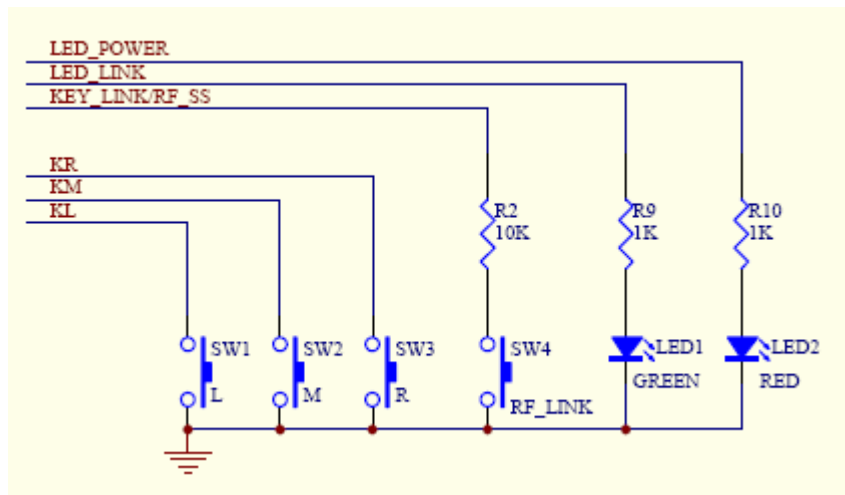 LED_POWER
LED_LINK
KEY_LINK/RF_SS
KR
KM
KL
R2
10K
R9
1K
R10
1K
SW1
L
SW2
M
SW3
R
SW4
RF_LINK
LED1
GREEN
LED2
RED